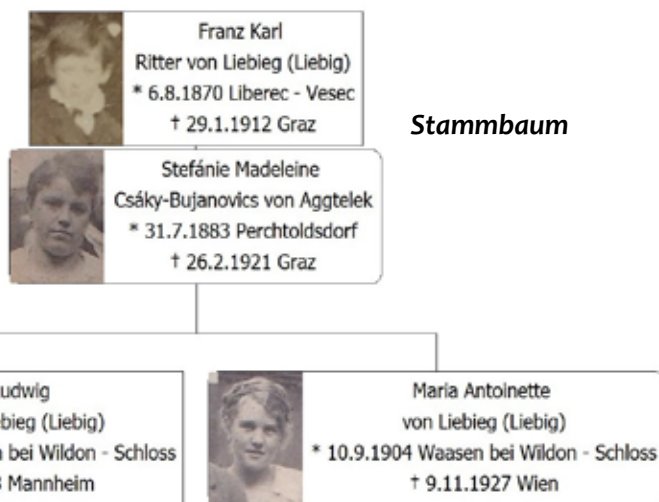 Franz Karl
Ritter von Liebieg (Liebig)
* 6.8.1870 Liberec - Vesec
† 29.1.1912 Graz
Stammbaum
Stefánie Madeleine
Csáky-Bujanovics von Aggtelek
* 31.7.1883 Perchtoldsdorf
† 26.2.1921 Graz
udwig
bieg (Liebig)
bei Wildon - Schloss
Mannheim
Maria Antoinette
von Liebieg (Liebig)
* 10.9.1904 Waasen bei Wildon - Schloss
† 9.11.1927 Wien